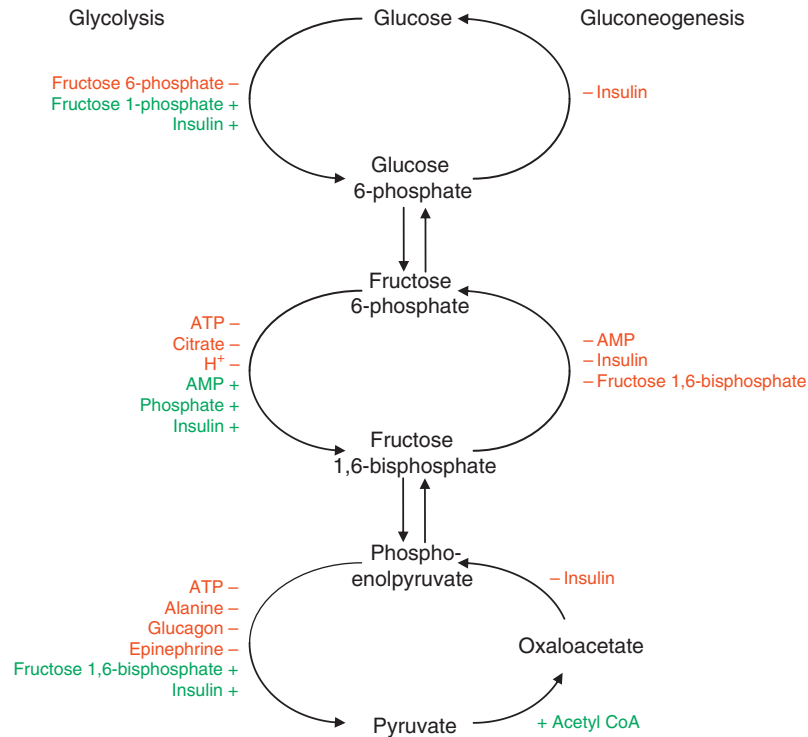 Glycolysis
Glucose
Gluconeogenesis
Fructose 6-phosphate –
Fructose 1-phosphate +
Insulin +
– Insulin
Glucose
6-phosphate
Fructose
6-phosphate
ATP –
Citrate –
H⁺ –
AMP +
Phosphate +
Insulin +
– AMP
– Insulin
– Fructose 1,6-bisphosphate
Fructose
1,6-bisphosphate
Phospho-
enolpyruvate
ATP –
Alanine –
Glucagon –
Epinephrine –
Fructose 1,6-bisphosphate +
Insulin +
– Insulin
Oxaloacetate
Pyruvate
+ Acetyl CoA